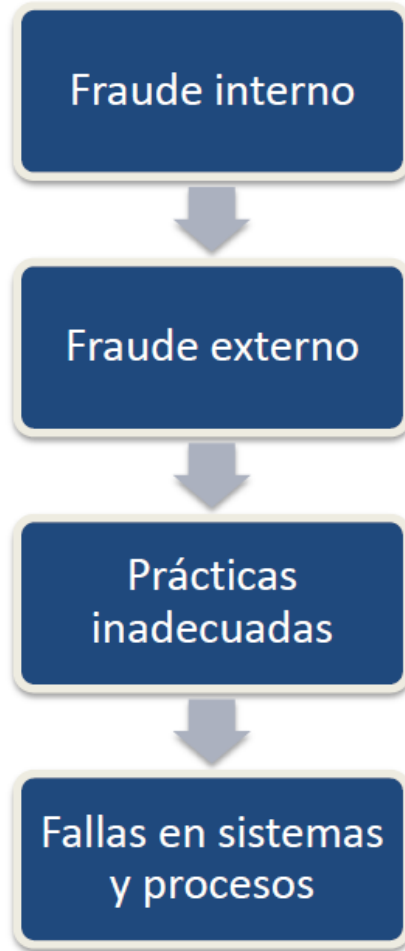 Fraude interno
Fraude externo
Prácticas
inadecuadas
Fallas en sistemas
y procesos